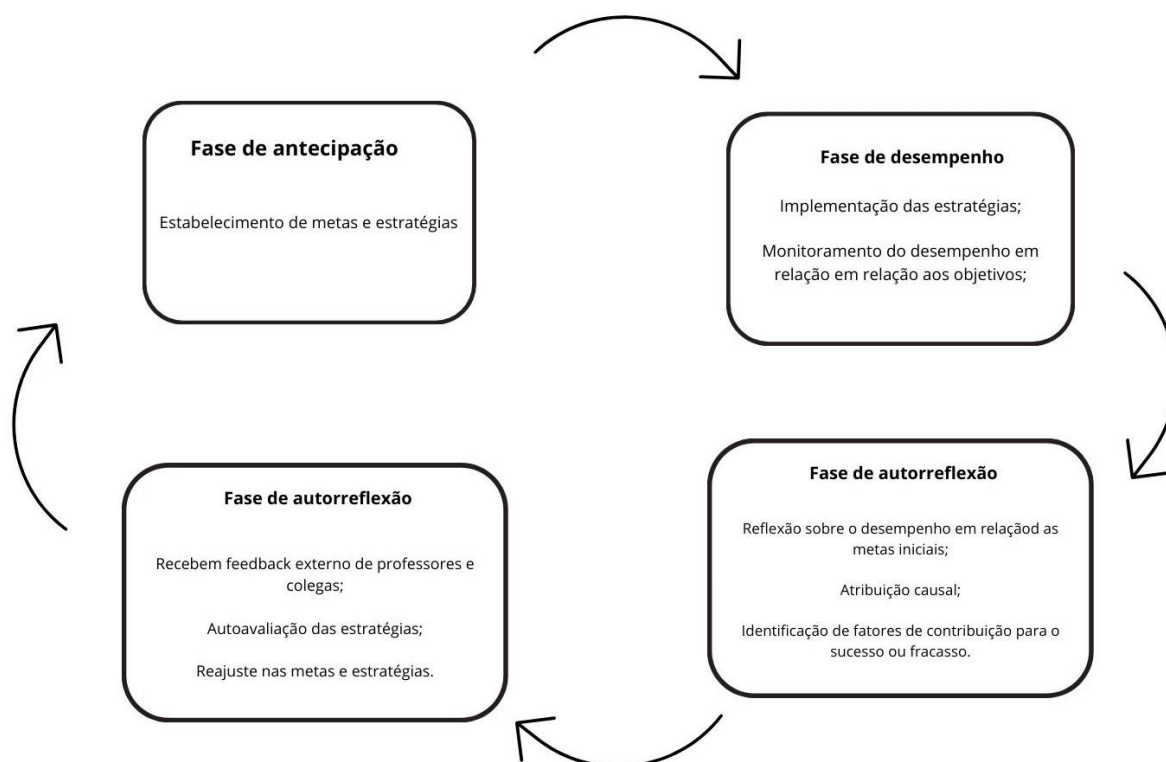 Fase de antecipação
Estabelecimento de metas e estratégias
Fase de desempenho
Implementação das estratégias;
Monitoramento do desempenho em
relação em relação aos objetivos;
Fase de autorreflexão
Reflexão sobre o desempenho em relaçãod as
metas iniciais;
Atribuição causal;
Identificação de fatores de contribuição para o
sucesso ou fracasso.
Fase de autorreflexão
Recebem feedback externo de professores e
colegas;
Autoavaliação das estratégias;
Reajuste nas metas e estratégias.